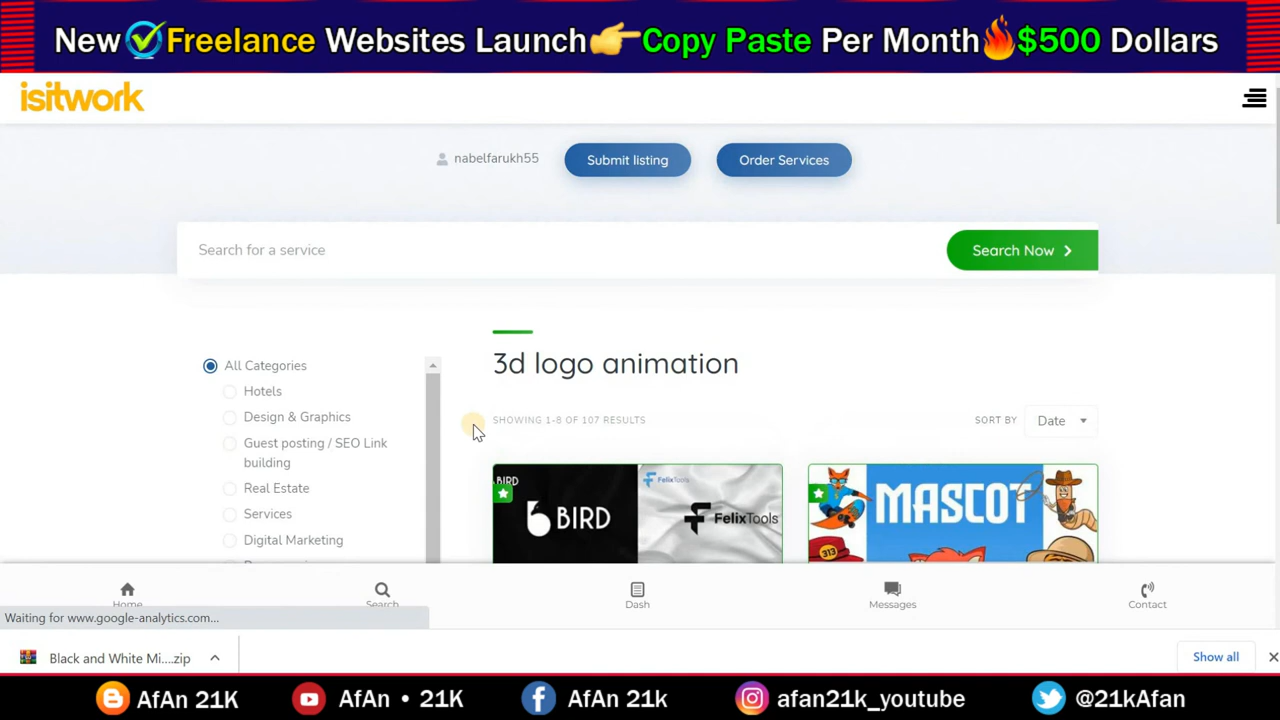 New Freelance Websites Launch Copy Paste Per Month $500 Dollars
isitwork
nabelfarukh55 Submit listing Order Services
Search for a service Search Now
3d logo animation
All Categories
Hotels
Design & Graphics
Guest posting / SEO Link
building
Real Estate
Services
Digital Marketing
SHOWING 1-8 OF 107 RESULTS SORT BY Date
BIRD FelixTools
BIRD FelixTools
MASCOT
313
Home Search Dash Messages Contact
Waiting for www.google-analytics.com...
Black and White Mi....zip Show all
AfAn 21K AfAn • 21K AfAn 21k afan21k_youtube @21kAfan